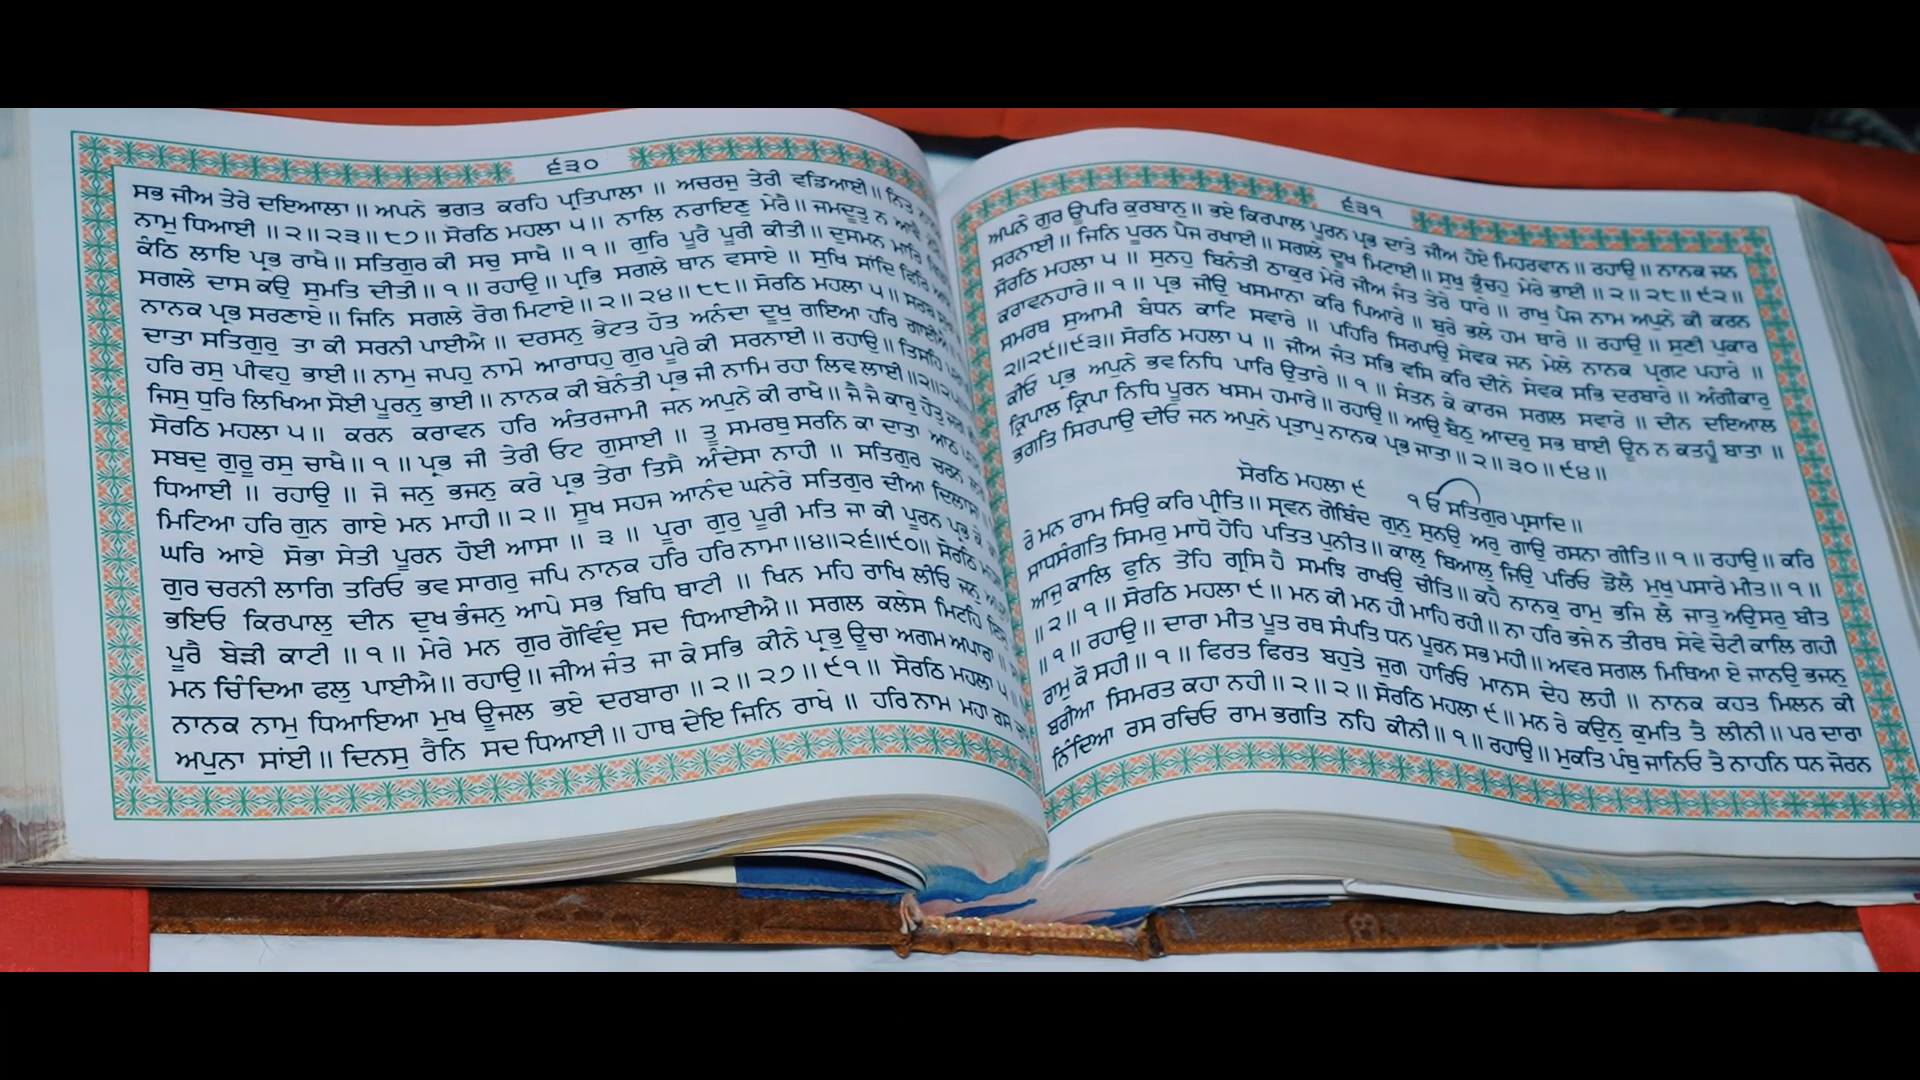 ੬੩੦
ਸਭ ਜੀਅ ਤੇਰੇ ਦਇਆਲਾ ॥ ਅਪਨੇ ਭਗਤ ਕਰਹਿ ਪ੍ਰਤਿਪਾਲਾ ॥ ਅਚਰਜੁ ਤੇਰੀ ਵਡਿਆਈ ॥ ਨਿਤ
ਨਾਮੁ ਧਿਆਈ ॥ ੨ ॥ ੨੩ ॥ ੮੭ ॥ ਸੋਰਠਿ ਮਹਲਾ ੫ ॥ ਨਾਲਿ ਨਰਾਇਣੁ ਮੇਰੈ ॥ ਜਮਦੂਤੁ ਨ ਆਵੈ
ਕੰਠਿ ਲਾਇ ਪ੍ਰਭ ਰਾਖੈ ॥ ਸਤਿਗੁਰ ਕੀ ਸਚੁ ਸਾਖੈ ॥ ੧ ॥ ਗੁਰਿ ਪੂਰੈ ਪੂਰੀ ਕੀਤੀ ॥ ਦੁਸਮਨ ਮਾਰਿ
ਸਗਲੇ ਦਾਸ ਕਉ ਸੁਮਤਿ ਦੀਤੀ ॥ ੧ ॥ ਰਹਾਉ ॥ ਪ੍ਰਭਿ ਸਗਲੇ ਥਾਨ ਵਸਾਏ ॥ ਸੁਖਿ ਸਾਂਦਿ ਫਿਰਿ ਆਏ
ਨਾਨਕ ਪ੍ਰਭ ਸਰਣਾਏ ॥ ਜਿਨਿ ਸਗਲੇ ਰੋਗ ਮਿਟਾਏ ॥ ੨ ॥ ੨੪ ॥ ੮੮ ॥ ਸੋਰਠਿ ਮਹਲਾ ੫ ॥ ਸਰਬ
ਦਾਤਾ ਸਤਿਗੁਰੁ ਤਾ ਕੀ ਸਰਨੀ ਪਾਈਐ ॥ ਦਰਸਨੁ ਭੇਟਤ ਹੋਤ ਅਨੰਦਾ ਦੂਖੁ ਗਇਆ ਹਰਿ ਗਾਈਐ
ਹਰਿ ਰਸੁ ਪੀਵਹੁ ਭਾਈ ॥ ਨਾਮੁ ਜਪਹੁ ਨਾਮੋ ਆਰਾਧਹੁ ਗੁਰ ਪੂਰੇ ਕੀ ਸਰਨਾਈ ॥ ਰਹਾਉ ॥ ਤਿਸਹਿ
ਜਿਸੁ ਧੁਰਿ ਲਿਖਿਆ ਸੋਈ ਪੂਰਨੁ ਭਾਈ ॥ ਨਾਨਕ ਕੀ ਬੇਨੰਤੀ ਪ੍ਰਭ ਜੀ ਨਾਮਿ ਰਹਾ ਲਿਵ ਲਾਈ ॥੨॥
ਸੋਰਠਿ ਮਹਲਾ ੫ ॥ ਕਰਨ ਕਰਾਵਨ ਹਰਿ ਅੰਤਰਜਾਮੀ ਜਨ ਅਪੁਨੇ ਕੀ ਰਾਖੈ ॥ ਜੈ ਜੈ ਕਾਰੁ ਹੋਤੁ
ਸਬਦੁ ਗੁਰੂ ਰਸੁ ਚਾਖੈ ॥ ੧ ॥ ਪ੍ਰਭ ਜੀ ਤੇਰੀ ਓਟ ਗੁਸਾਈ ॥ ਤੂ ਸਮਰਥੁ ਸਰਨਿ ਕਾ ਦਾਤਾ ਆਠ
ਧਿਆਈ ॥ ਰਹਾਉ ॥ ਜੋ ਜਨੁ ਭਜਨੁ ਕਰੇ ਪ੍ਰਭ ਤੇਰਾ ਤਿਸੈ ਅੰਦੇਸਾ ਨਾਹੀ ॥ ਸਤਿਗੁਰ ਚਰਨ
ਮਿਟਿਆ ਹਰਿ ਗੁਨ ਗਾਏ ਮਨ ਮਾਹੀ ॥ ੨ ॥ ਸੂਖ ਸਹਜ ਆਨੰਦ ਘਨੇਰੇ ਸਤਿਗੁਰ ਦੀਆ ਦਿਲਾਸਾ
ਘਰਿ ਆਏ ਸੋਭਾ ਸੇਤੀ ਪੂਰਨ ਹੋਈ ਆਸਾ ॥ ੩ ॥ ਪੂਰਾ ਗੁਰੁ ਪੂਰੀ ਮਤਿ ਜਾ ਕੀ ਪੂਰਨ ਪ੍ਰਭ ਕੇ
ਗੁਰ ਚਰਨੀ ਲਾਗਿ ਤਰਿਓ ਭਵ ਸਾਗਰੁ ਜਪਿ ਨਾਨਕ ਹਰਿ ਹਰਿ ਨਾਮਾ ॥੪॥੨੬॥੯੦॥ ਸੋਰਠਿ
ਭਇਓ ਕਿਰਪਾਲੁ ਦੀਨ ਦੁਖ ਭੰਜਨੁ ਆਪੇ ਸਭ ਬਿਧਿ ਥਾਟੀ ॥ ਖਿਨ ਮਹਿ ਰਾਖਿ ਲੀਓ ਜਨੁ
ਪੂਰੈ ਬੇੜੀ ਕਾਟੀ ॥ ੧ ॥ ਮੇਰੇ ਮਨ ਗੁਰ ਗੋਵਿੰਦੁ ਸਦ ਧਿਆਈਐ ॥ ਸਗਲ ਕਲੇਸ ਮਿਟਹਿ
ਮਨ ਚਿੰਦਿਆ ਫਲੁ ਪਾਈਐ ॥ ਰਹਾਉ ॥ ਜੀਅ ਜੰਤ ਜਾ ਕੇ ਸਭਿ ਕੀਨੇ ਪ੍ਰਭੁ ਊਚਾ ਅਗਮ ਅਪਾਰਾ ॥
ਨਾਨਕ ਨਾਮੁ ਧਿਆਇਆ ਮੁਖ ਊਜਲ ਭਏ ਦਰਬਾਰਾ ॥ ੨ ॥ ੨੭ ॥ ੯੧ ॥ ਸੋਰਠਿ ਮਹਲਾ ੫
ਅਪੁਨਾ ਸਾਂਈ ॥ ਦਿਨਸੁ ਰੈਨਿ ਸਦ ਧਿਆਈ ॥ ਹਾਥ ਦੇਇ ਜਿਨਿ ਰਾਖੇ ॥ ਹਰਿ ਨਾਮ ਮਹਾ ਰਸ
੬੩੧
ਅਪਨੇ ਗੁਰ ਊਪਰਿ ਕੁਰਬਾਨੁ ॥ ਭਏ ਕਿਰਪਾਲ ਪੂਰਨ ਪ੍ਰਭ ਦਾਤੇ ਜੀਅ ਹੋਏ ਮਿਹਰਵਾਨ ॥ ਰਹਾਉ ॥ ਨਾਨਕ ਜਨ
ਸਰਨਾਈ ॥ ਜਿਨਿ ਪੂਰਨ ਪੈਜ ਰਖਾਈ ॥ ਸਗਲੇ ਦੂਖ ਮਿਟਾਈ ॥ ਸੁਖੁ ਭੁੰਚਹੁ ਮੇਰੇ ਭਾਈ ॥ ੨ ॥ ੨੮ ॥ ੯੨ ॥
ਸੋਰਠਿ ਮਹਲਾ ੫ ॥ ਸੁਨਹੁ ਬਿਨੰਤੀ ਠਾਕੁਰ ਮੇਰੇ ਜੀਅ ਜੰਤ ਤੇਰੇ ਧਾਰੇ ॥ ਰਾਖੁ ਪੈਜ ਨਾਮ ਅਪੁਨੇ ਕੀ ਕਰਨ
ਕਰਾਵਨਹਾਰੇ ॥ ੧ ॥ ਪ੍ਰਭ ਜੀਉ ਖਸਮਾਨਾ ਕਰਿ ਪਿਆਰੇ ॥ ਬੁਰੇ ਭਲੇ ਹਮ ਥਾਰੇ ॥ ਰਹਾਉ ॥ ਸੁਣੀ ਪੁਕਾਰ
ਸਮਰਥ ਸੁਆਮੀ ਬੰਧਨ ਕਾਟਿ ਸਵਾਰੇ ॥ ਪਹਿਰਿ ਸਿਰਪਾਉ ਸੇਵਕ ਜਨ ਮੇਲੇ ਨਾਨਕ ਪ੍ਰਗਟ ਪਹਾਰੇ ॥
੨॥੨੯॥੯੩॥ ਸੋਰਠਿ ਮਹਲਾ ੫ ॥ ਜੀਅ ਜੰਤ ਸਭਿ ਵਸਿ ਕਰਿ ਦੀਨੇ ਸੇਵਕ ਸਭਿ ਦਰਬਾਰੇ ॥ ਅੰਗੀਕਾਰੁ
ਕੀਓ ਪ੍ਰਭ ਅਪੁਨੇ ਭਵ ਨਿਧਿ ਪਾਰਿ ਉਤਾਰੇ ॥ ੧ ॥ ਸੰਤਨ ਕੇ ਕਾਰਜ ਸਗਲ ਸਵਾਰੇ ॥ ਦੀਨ ਦਇਆਲ
ਕ੍ਰਿਪਾਲ ਕ੍ਰਿਪਾ ਨਿਧਿ ਪੂਰਨ ਖਸਮ ਹਮਾਰੇ ॥ ਰਹਾਉ ॥ ਆਉ ਬੈਠੁ ਆਦਰੁ ਸਭ ਥਾਈ ਊਨ ਨ ਕਤਹੂੰ ਬਾਤਾ ॥
ਭਗਤਿ ਸਿਰਪਾਉ ਦੀਓ ਜਨ ਅਪੁਨੇ ਪ੍ਰਤਾਪੁ ਨਾਨਕ ਪ੍ਰਭ ਜਾਤਾ ॥ ੨ ॥ ੩੦ ॥ ੯੪ ॥
ਸੋਰਠਿ ਮਹਲਾ ੯ ੴ ਸਤਿਗੁਰ ਪ੍ਰਸਾਦਿ ॥
ਰੇ ਮਨ ਰਾਮ ਸਿਉ ਕਰਿ ਪ੍ਰੀਤਿ ॥ ਸ੍ਰਵਨ ਗੋਬਿੰਦ ਗੁਨੁ ਸੁਨਉ ਅਰੁ ਗਾਉ ਰਸਨਾ ਗੀਤਿ ॥ ੧ ॥ ਰਹਾਉ ॥ ਕਰਿ
ਸਾਧਸੰਗਤਿ ਸਿਮਰੁ ਮਾਧੋ ਹੋਹਿ ਪਤਿਤ ਪੁਨੀਤ ॥ ਕਾਲੁ ਬਿਆਲੁ ਜਿਉ ਪਰਿਓ ਡੋਲੈ ਮੁਖੁ ਪਸਾਰੇ ਮੀਤ ॥ ੧ ॥
ਆਜੁ ਕਾਲਿ ਫੁਨਿ ਤੋਹਿ ਗ੍ਰਸਿ ਹੈ ਸਮਝਿ ਰਾਖਉ ਚੀਤਿ ॥ ਕਹੈ ਨਾਨਕੁ ਰਾਮੁ ਭਜਿ ਲੈ ਜਾਤੁ ਅਉਸਰੁ ਬੀਤ
॥ ੨ ॥ ੧ ॥ ਸੋਰਠਿ ਮਹਲਾ ੯ ॥ ਮਨ ਕੀ ਮਨ ਹੀ ਮਾਹਿ ਰਹੀ ॥ ਨਾ ਹਰਿ ਭਜੇ ਨ ਤੀਰਥ ਸੇਵੇ ਚੋਟੀ ਕਾਲਿ ਗਹੀ
॥ ੧ ॥ ਰਹਾਉ ॥ ਦਾਰਾ ਮੀਤ ਪੂਤ ਰਥ ਸੰਪਤਿ ਧਨ ਪੂਰਨ ਸਭ ਮਹੀ ॥ ਅਵਰ ਸਗਲ ਮਿਥਿਆ ਏ ਜਾਨਉ ਭਜਨੁ
ਰਾਮੁ ਕੋ ਸਹੀ ॥ ੧ ॥ ਫਿਰਤ ਫਿਰਤ ਬਹੁਤੇ ਜੁਗ ਹਾਰਿਓ ਮਾਨਸ ਦੇਹ ਲਹੀ ॥ ਨਾਨਕ ਕਹਤ ਮਿਲਨ ਕੀ
ਬਰੀਆ ਸਿਮਰਤ ਕਹਾ ਨਹੀ ॥ ੨ ॥ ੨ ॥ ਸੋਰਠਿ ਮਹਲਾ ੯ ॥ ਮਨ ਰੇ ਕਉਨੁ ਕੁਮਤਿ ਤੈ ਲੀਨੀ ॥ ਪਰ ਦਾਰਾ
ਨਿੰਦਿਆ ਰਸ ਰਚਿਓ ਰਾਮ ਭਗਤਿ ਨਹਿ ਕੀਨੀ ॥ ੧ ॥ ਰਹਾਉ ॥ ਮੁਕਤਿ ਪੰਥੁ ਜਾਨਿਓ ਤੈ ਨਾਹਨਿ ਧਨ ਜੋਰਨ